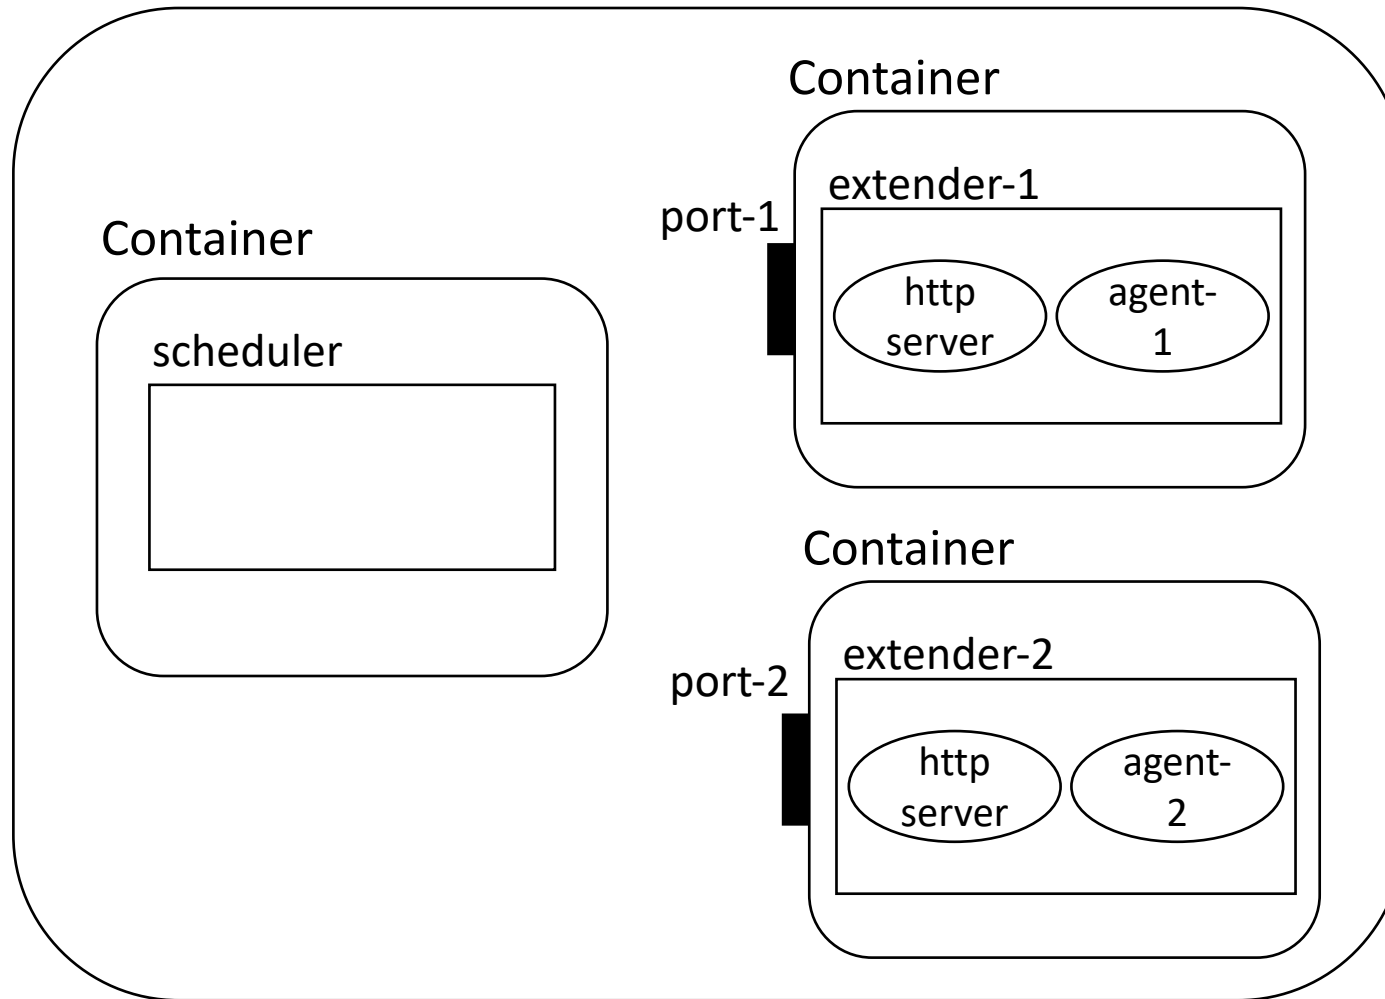 Container
scheduler
Container
extender-1
port-1
http
server
agent-
1
Container
extender-2
port-2
http
server
agent-
2